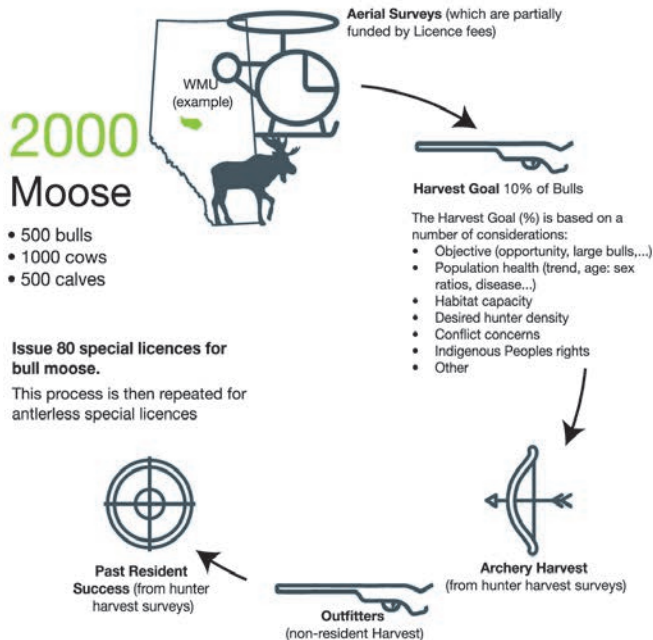 Aerial Surveys (which are partially
funded by Licence fees)
WMU
(example)
2000
Moose
• 500 bulls
• 1000 cows
• 500 calves
Harvest Goal 10% of Bulls
The Harvest Goal (%) is based on a
number of considerations:
• Objective (opportunity, large bulls,...)
• Population health (trend, age: sex
ratios, disease...)
• Habitat capacity
• Desired hunter density
• Conflict concerns
• Indigenous Peoples rights
• Other
Archery Harvest
(from hunter harvest surveys)
Outfitters
(non-resident Harvest)
Past Resident
Success (from hunter
harvest surveys)
Issue 80 special licences for
bull moose.
This process is then repeated for
antlerless special licences